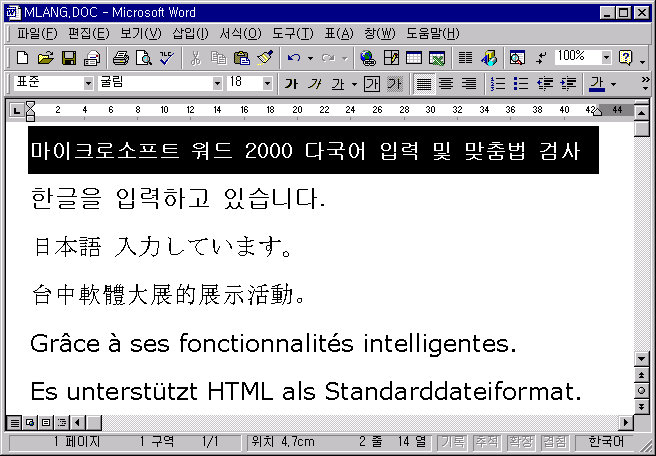 MLANG,DOC - Microsoft Word
파일(F) 편집(E) 보기(V) 삽입(I) 서식(O) 도구(T) 표(A) 창(W) 도움말(H)
100%
표준 굴림 18 가 가 가 가 가 가
2 4 6 8 10 12 14 16 18 20 22 24 26 28 30 32 34 36 38 40 42 44
마이크로소프트 워드 2000 다국어 입력 및 맞춤법 검사
한글을 입력하고 있습니다.
日本語 入力しています。
台中軟體大展的展示活動。
Grâce à ses fonctionnalités intelligentes.
Es unterstützt HTML als Standarddateiformat.
1 페이지 1 구역 1/1 위치 4,7cm 2 줄 14 열 기록 추적 확장 겹침 한국어